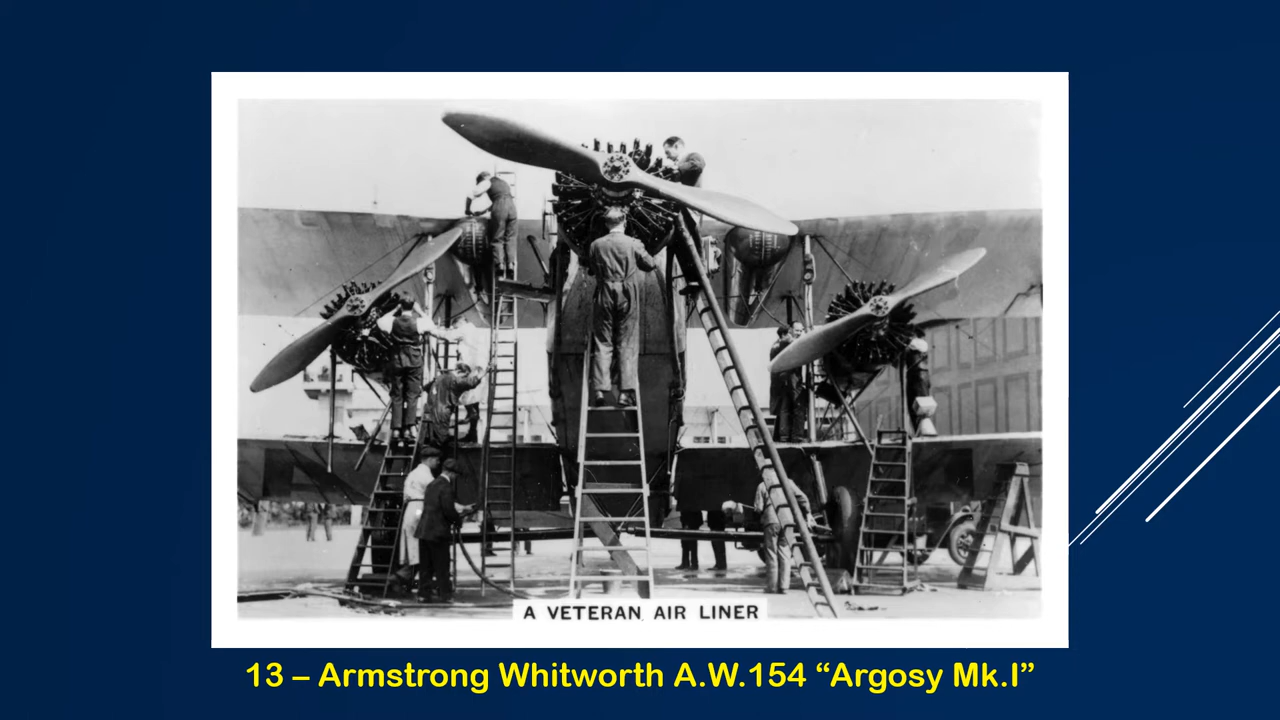 A VETERAN AIR LINER
13 – Armstrong Whitworth A.W.154 “Argosy Mk.I”